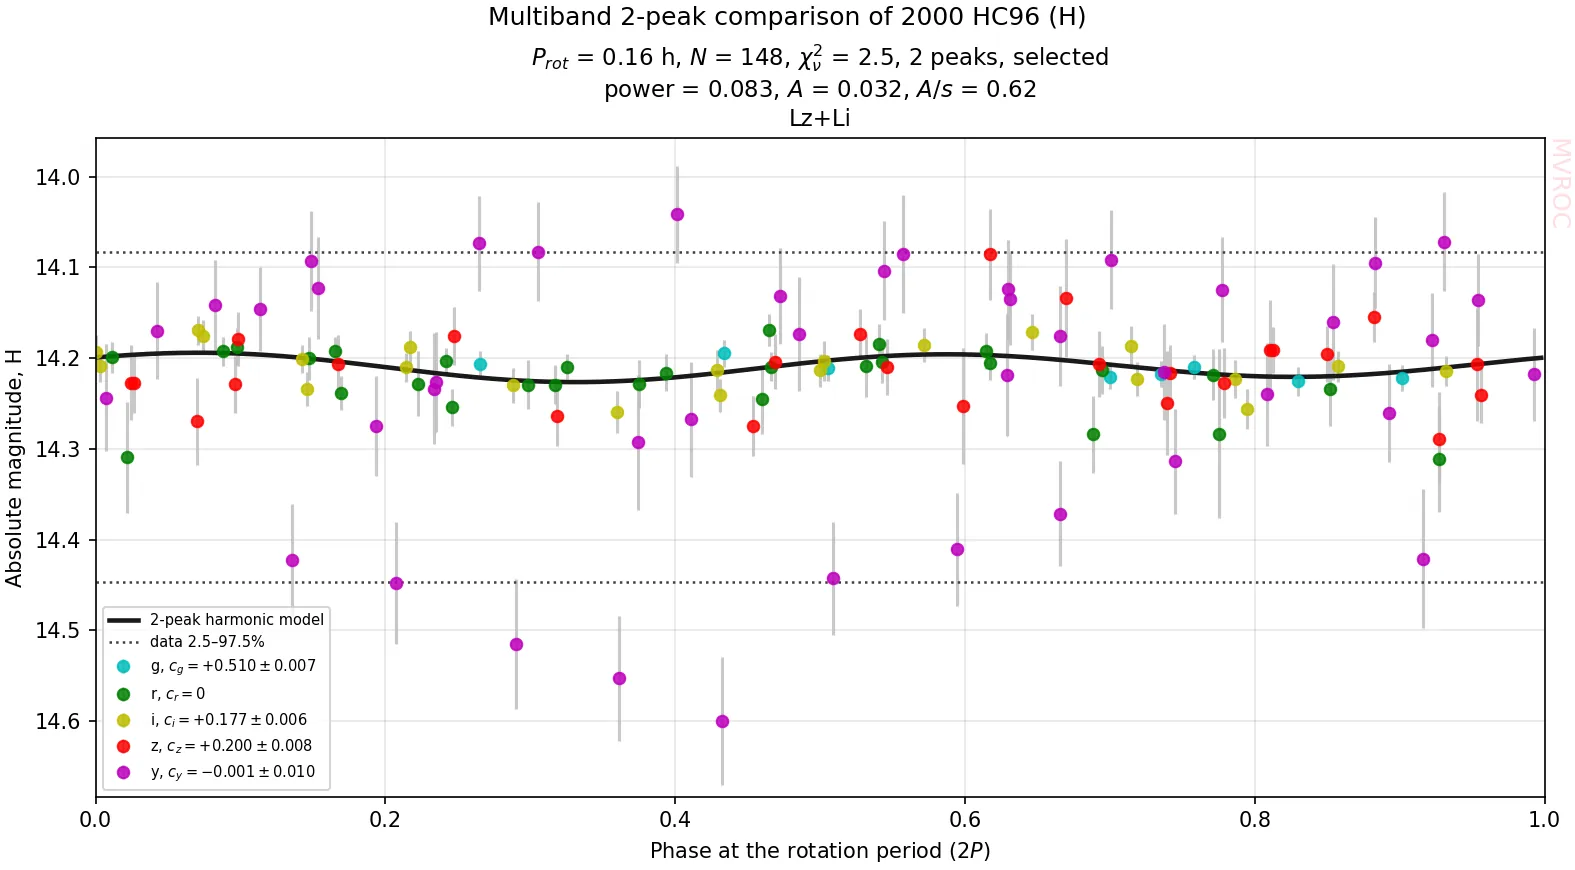 Multiband 2-peak comparison of 2000 HC96 (H)
P_rot = 0.16 h, N = 148, χ²_ν = 2.5, 2 peaks, selected
power = 0.083, A = 0.032, A/s = 0.62
Lz+Li
MVROC
Absolute magnitude, H
14.0
14.1
14.2
14.3
14.4
14.5
14.6
2-peak harmonic model
data 2.5–97.5%
g, c_g = +0.510 ± 0.007
r, c_r = 0
i, c_i = +0.177 ± 0.006
z, c_z = +0.200 ± 0.008
y, c_y = −0.001 ± 0.010
0.0 0.2 0.4 0.6 0.8 1.0
Phase at the rotation period (2P)